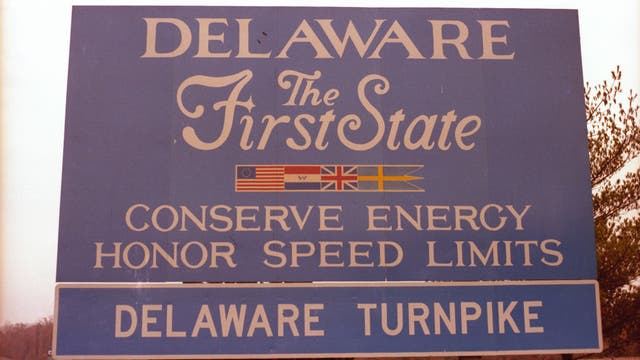 DELAWARE
The
First State
CONSERVE ENERGY
HONOR SPEED LIMITS
DELAWARE TURNPIKE